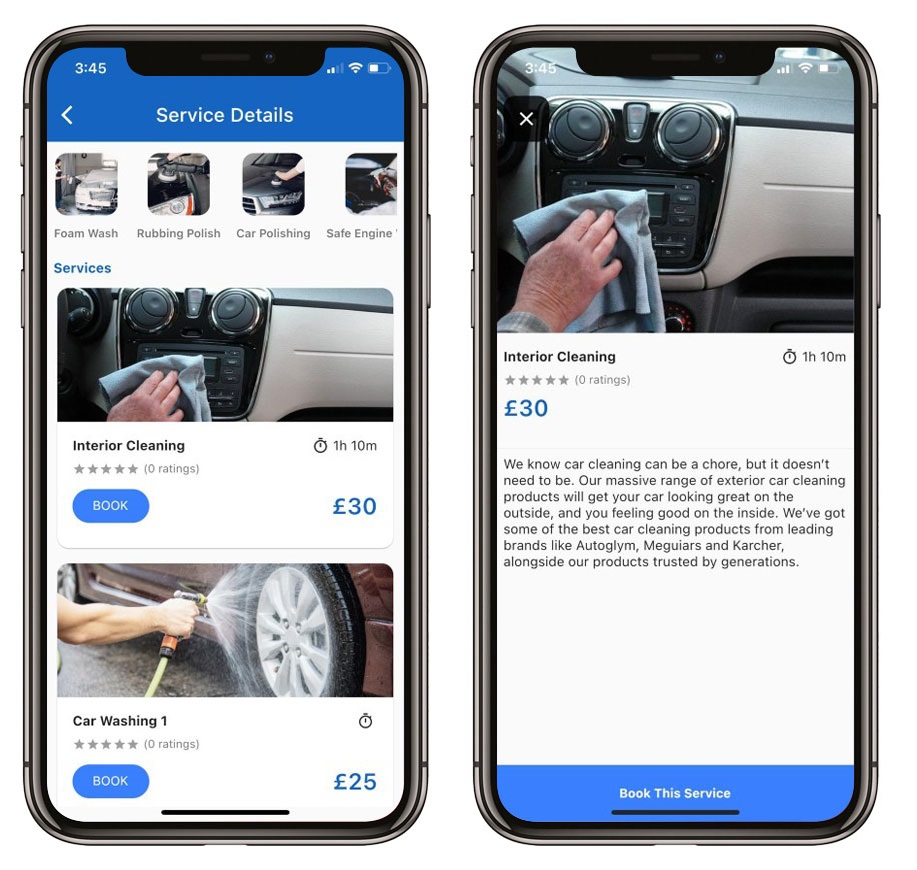 3:45
Service Details
Foam Wash
Rubbing Polish
Car Polishing
Safe Engine
Services
Interior Cleaning
1h 10m
(0 ratings)
BOOK
£30
Car Washing 1
(0 ratings)
BOOK
£25
3:45
Interior Cleaning
1h 10m
(0 ratings)
£30
We know car cleaning can be a chore, but it doesn't
need to be. Our massive range of exterior car cleaning
products will get your car looking great on the
outside, and you feeling good on the inside. We've got
some of the best car cleaning products from leading
brands like Autoglym, Meguiars and Karcher,
alongside our products trusted by generations.
Book This Service